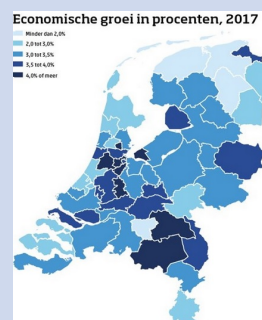 Economische groei in procenten, 2017
Minder dan 2,0%
2,0 tot 3,0%
3,0 tot 3,5%
3,5 tot 4,0%
4,0% of meer